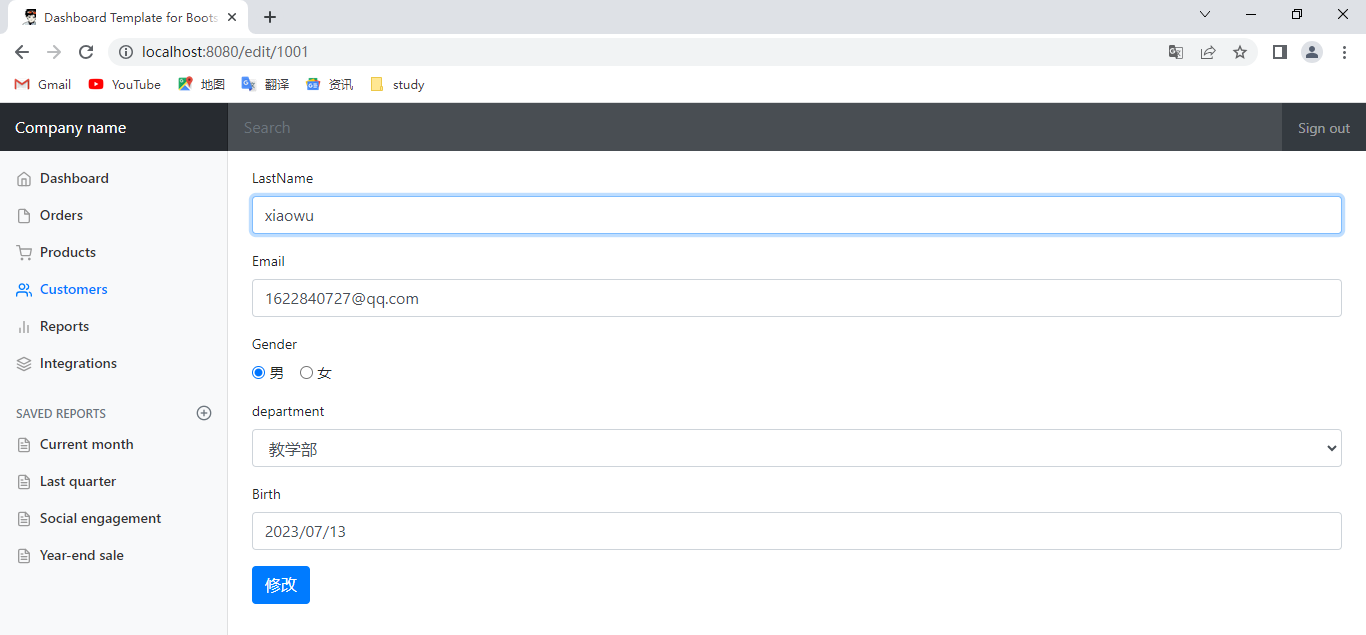 Dashboard Template for Boots
localhost:8080/edit/1001
Gmail YouTube 地图 翻译 资讯 study
Company name Search Sign out
Dashboard
Orders
Products
Customers
Reports
Integrations
SAVED REPORTS
Current month
Last quarter
Social engagement
Year-end sale
LastName
xiaowu
Email
1622840727@qq.com
Gender
男 女
department
教学部
Birth
2023/07/13
修改